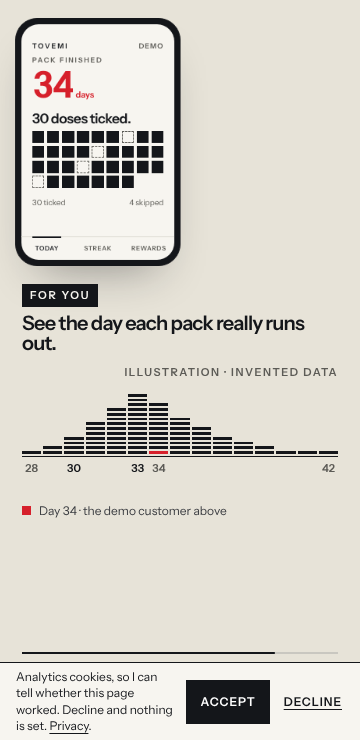 TOVEMI DEMO
PACK FINISHED
34 days
30 doses ticked.
30 ticked 4 skipped
TODAY STREAK REWARDS
FOR YOU
See the day each pack really runs
out.
ILLUSTRATION · INVENTED DATA
28 30 33 34 42
Day 34 · the demo customer above
Analytics cookies, so I can
tell whether this page
worked. Decline and nothing
is set. Privacy.
ACCEPT DECLINE